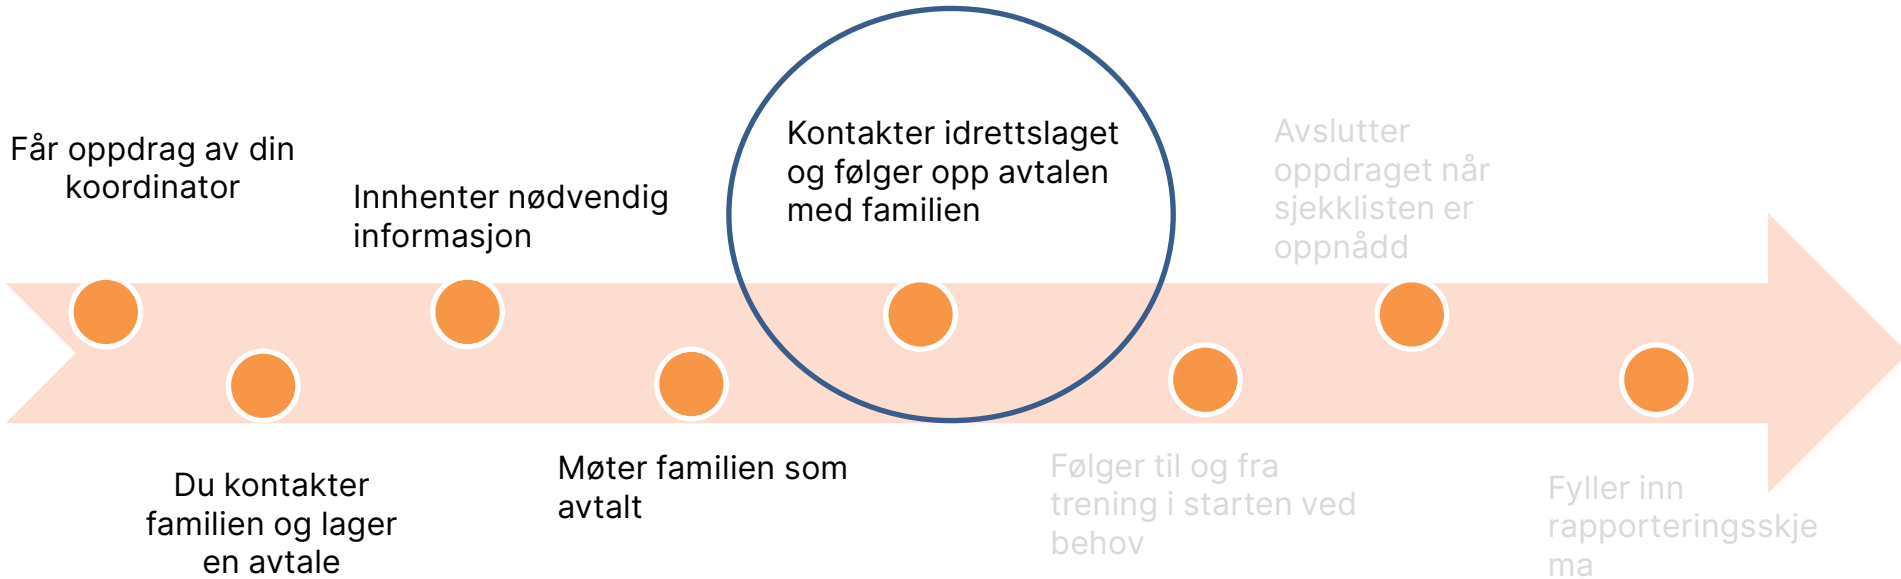 Får oppdrag av din
koordinator
Du kontakter
familien og lager
en avtale
Innhenter nødvendig
informasjon
Møter familien som
avtalt
Kontakter idrettslaget
og følger opp avtalen
med familien
Følger til og fra
trening i starten ved
behov
Avslutter
oppdraget når
sjekklisten er
oppnådd
Fyller inn
rapporteringsskje
ma